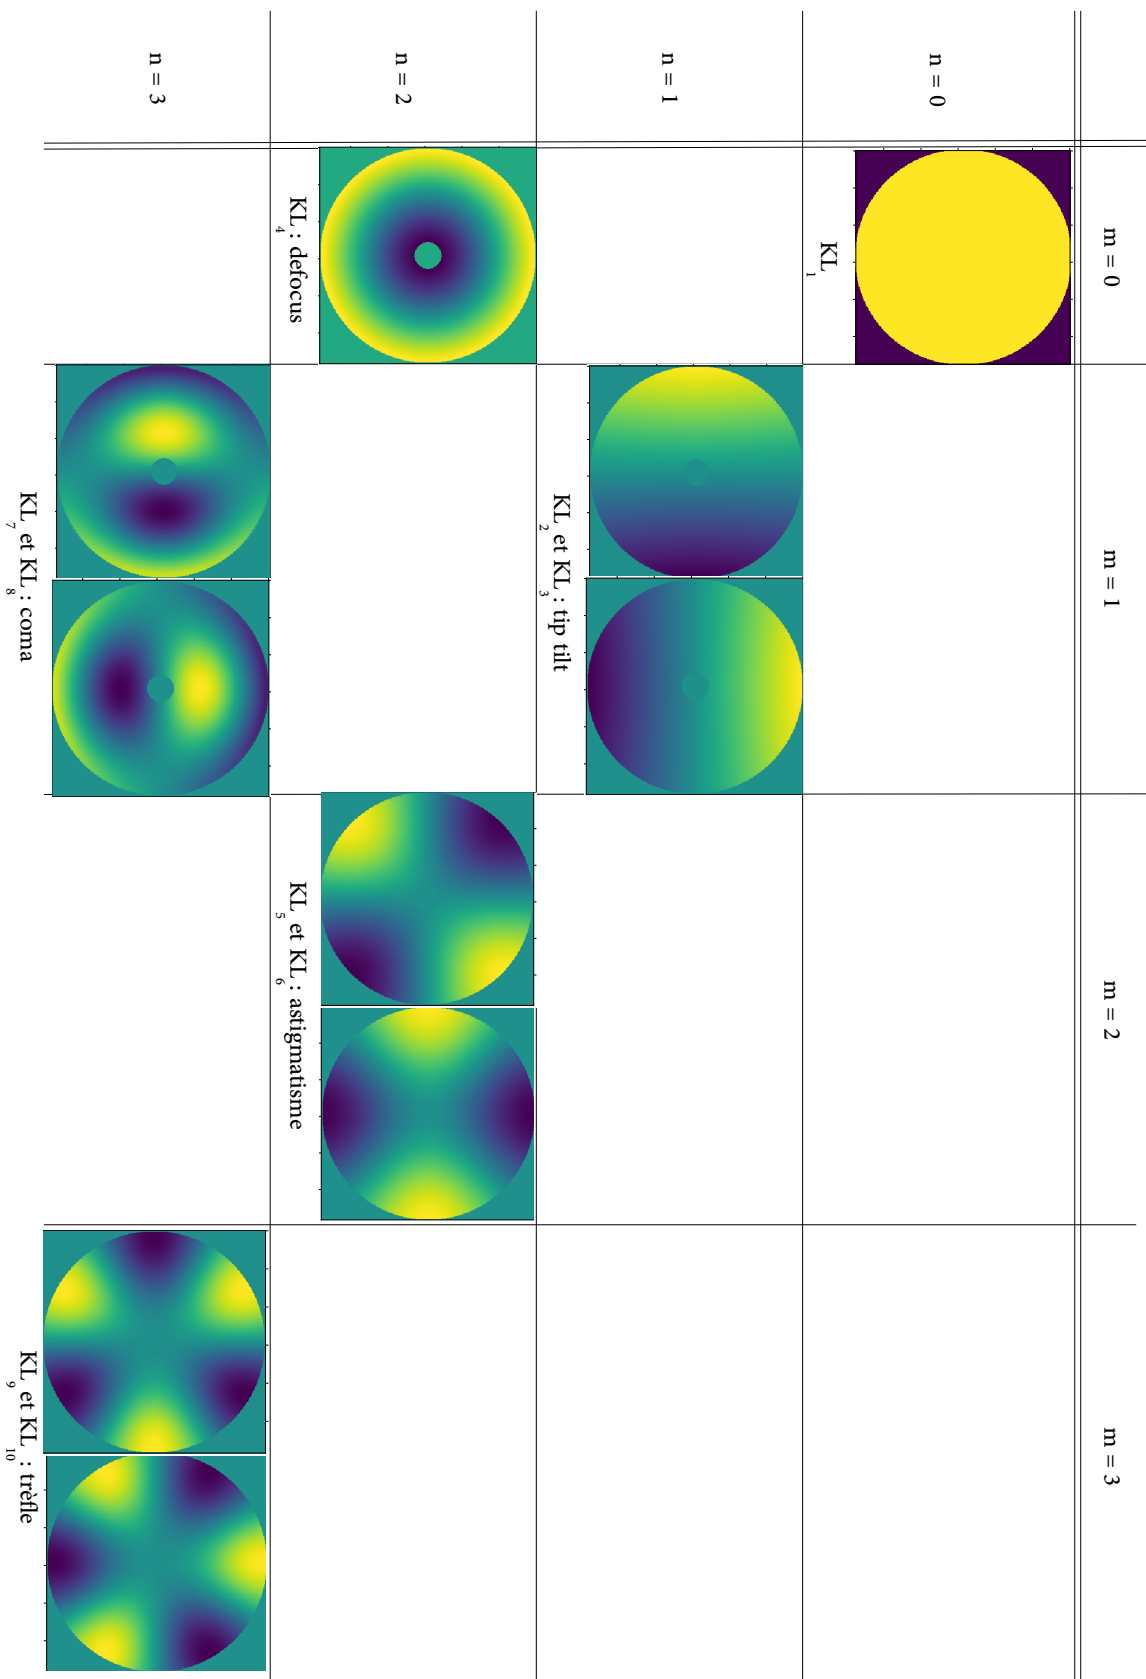 m = 0
m = 1
m = 2
m = 3
n = 0
KL₁
n = 1
KL₂ et KL₃ : tip tilt
n = 2
KL₄ : defocus
KL₅ et KL₆ : astigmatisme
n = 3
KL₇ et KL₈ : coma
KL₉ et KL₁₀ : trèfle